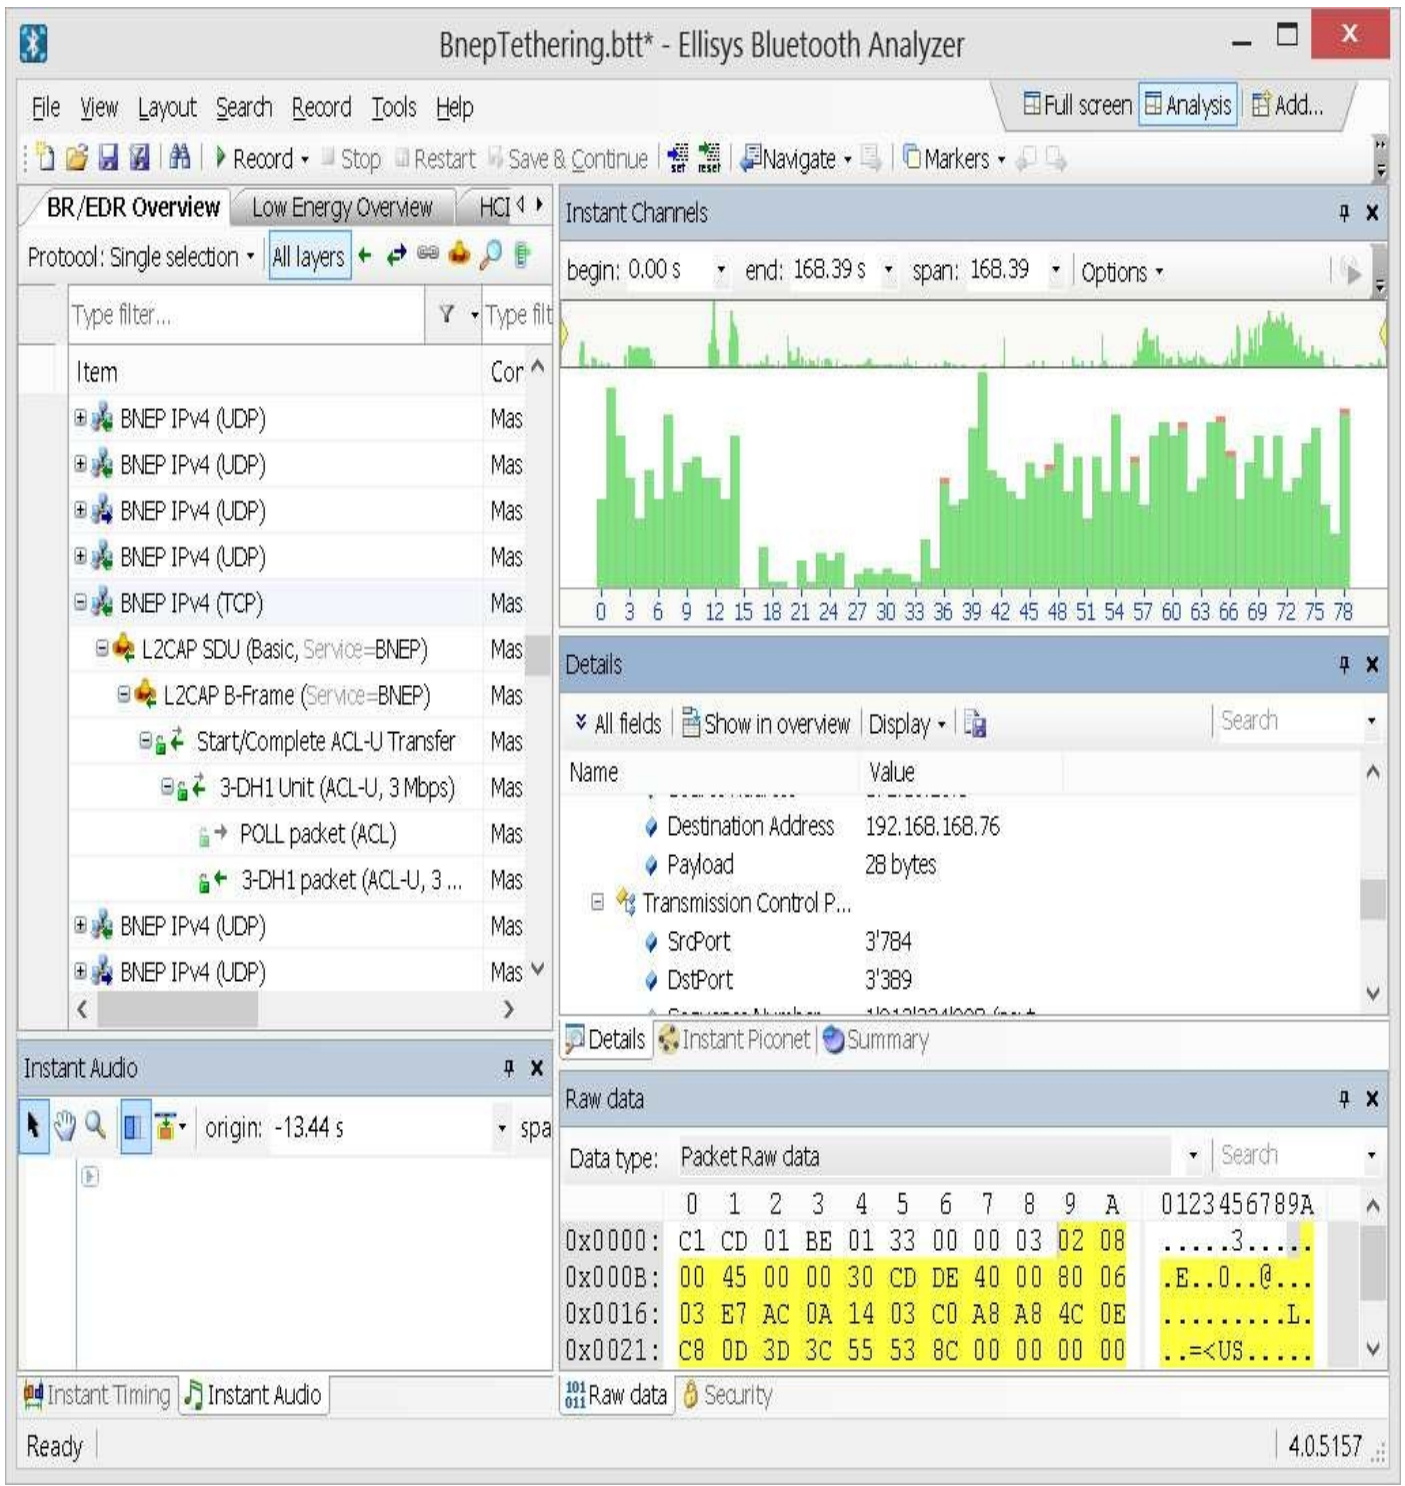 BnepTethering.btt* - Ellisys Bluetooth Analyzer
File View Layout Search Record Tools Help
Full screen Analysis Add...
Record Stop Restart Save & Continue set reset Navigate Markers
BR/EDR Overview Low Energy Overview HCI
Protocol: Single selection All layers
Type filter... Type filt
Item Cor
BNEP IPv4 (UDP) Mas
BNEP IPv4 (UDP) Mas
BNEP IPv4 (UDP) Mas
BNEP IPv4 (UDP) Mas
BNEP IPv4 (TCP) Mas
L2CAP SDU (Basic, Service=BNEP) Mas
L2CAP B-Frame (Service=BNEP) Mas
Start/Complete ACL-U Transfer Mas
3-DH1 Unit (ACL-U, 3 Mbps) Mas
POLL packet (ACL) Mas
3-DH1 packet (ACL-U, 3 ... Mas
BNEP IPv4 (UDP) Mas
BNEP IPv4 (UDP) Mas
Instant Audio
origin: -13.44 s spa
Instant Timing Instant Audio
Instant Channels
begin: 0.00 s end: 168.39 s span: 168.39 Options
0 3 6 9 12 15 18 21 24 27 30 33 36 39 42 45 48 51 54 57 60 63 66 69 72 75 78
Details
All fields Show in overview Display Search
Name Value
Destination Address 192.168.168.76
Payload 28 bytes
Transmission Control P...
SrcPort 3'784
DstPort 3'389
Details Instant Piconet Summary
Raw data
Data type: Packet Raw data Search
0 1 2 3 4 5 6 7 8 9 A 0123456789A
0x0000: C1 CD 01 BE 01 33 00 00 03 02 08 .....3.....
0x000B: 00 45 00 00 30 CD DE 40 00 80 06 .E..0..@...
0x0016: 03 E7 AC 0A 14 03 C0 A8 A8 4C 0E .........L.
0x0021: C8 0D 3D 3C 55 53 8C 00 00 00 00 ..=<US.....
101 011 Raw data Security
Ready 4.0.5157